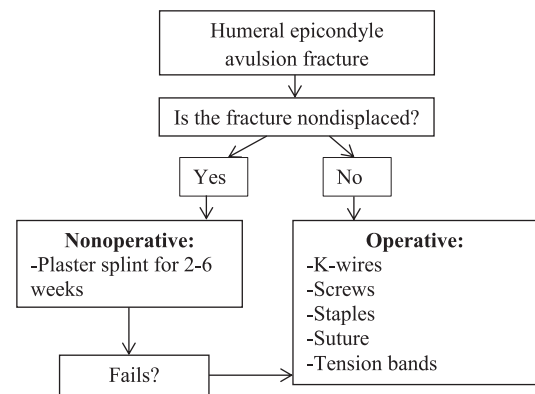 Humeral epicondyle
avulsion fracture
Is the fracture nondisplaced?
Yes
No
Nonoperative:
-Plaster splint for 2-6
weeks
Operative:
-K-wires
-Screws
-Staples
-Suture
-Tension bands
Fails?